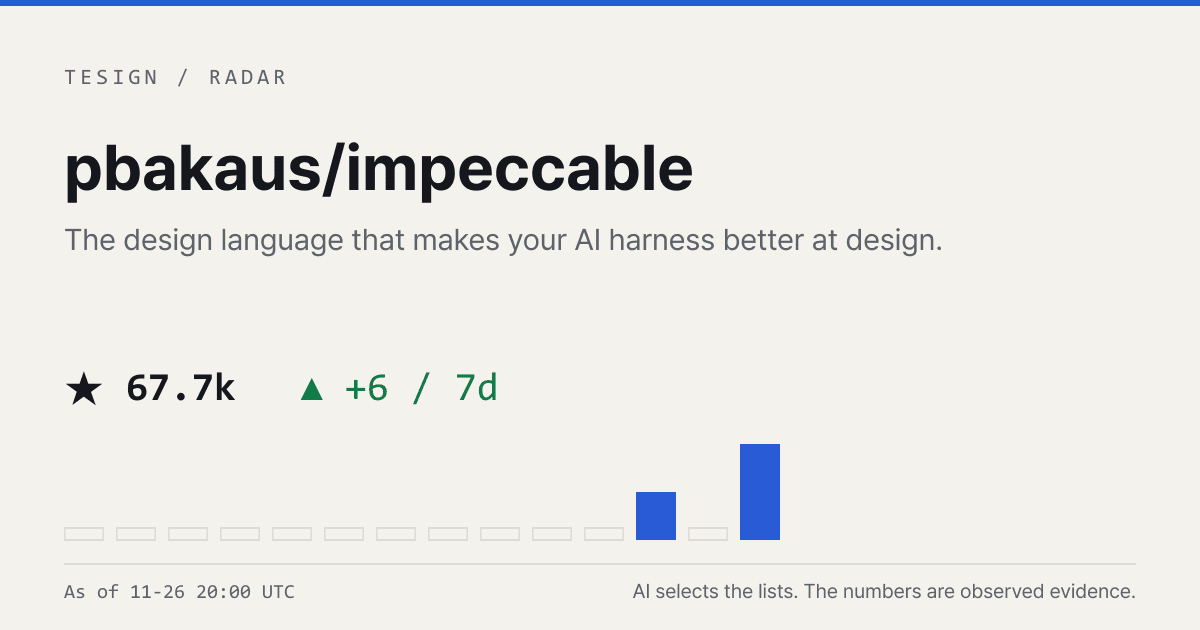 TESIGN / RADAR
pbakaus/impeccable
The design language that makes your AI harness better at design.
★ 67.7k ▲ +6 / 7d
As of 11-26 20:00 UTC
AI selects the lists. The numbers are observed evidence.